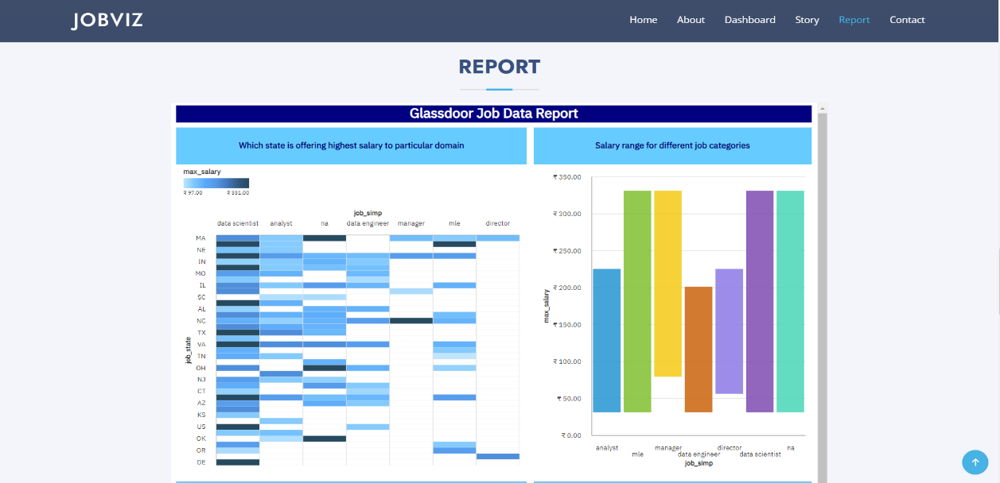 JOBVIZ
Home About Dashboard Story Report Contact
REPORT
Glassdoor Job Data Report
Which state is offering highest salary to particular domain
max_salary
₹ 97.00 ₹ 331.00
job_simp
data scientist analyst na data engineer manager mle director
MA
NE
IN
MO
IL
SC
AL
NC
TX
VA
TN
OH
NJ
CT
AZ
KS
US
OK
OR
DE
job_state
Salary range for different job categories
₹ 350.00
₹ 300.00
₹ 250.00
₹ 200.00
₹ 150.00
₹ 100.00
₹ 50.00
₹ 0.00
max_salary
analyst manager director na
mle data engineer data scientist
job_simp